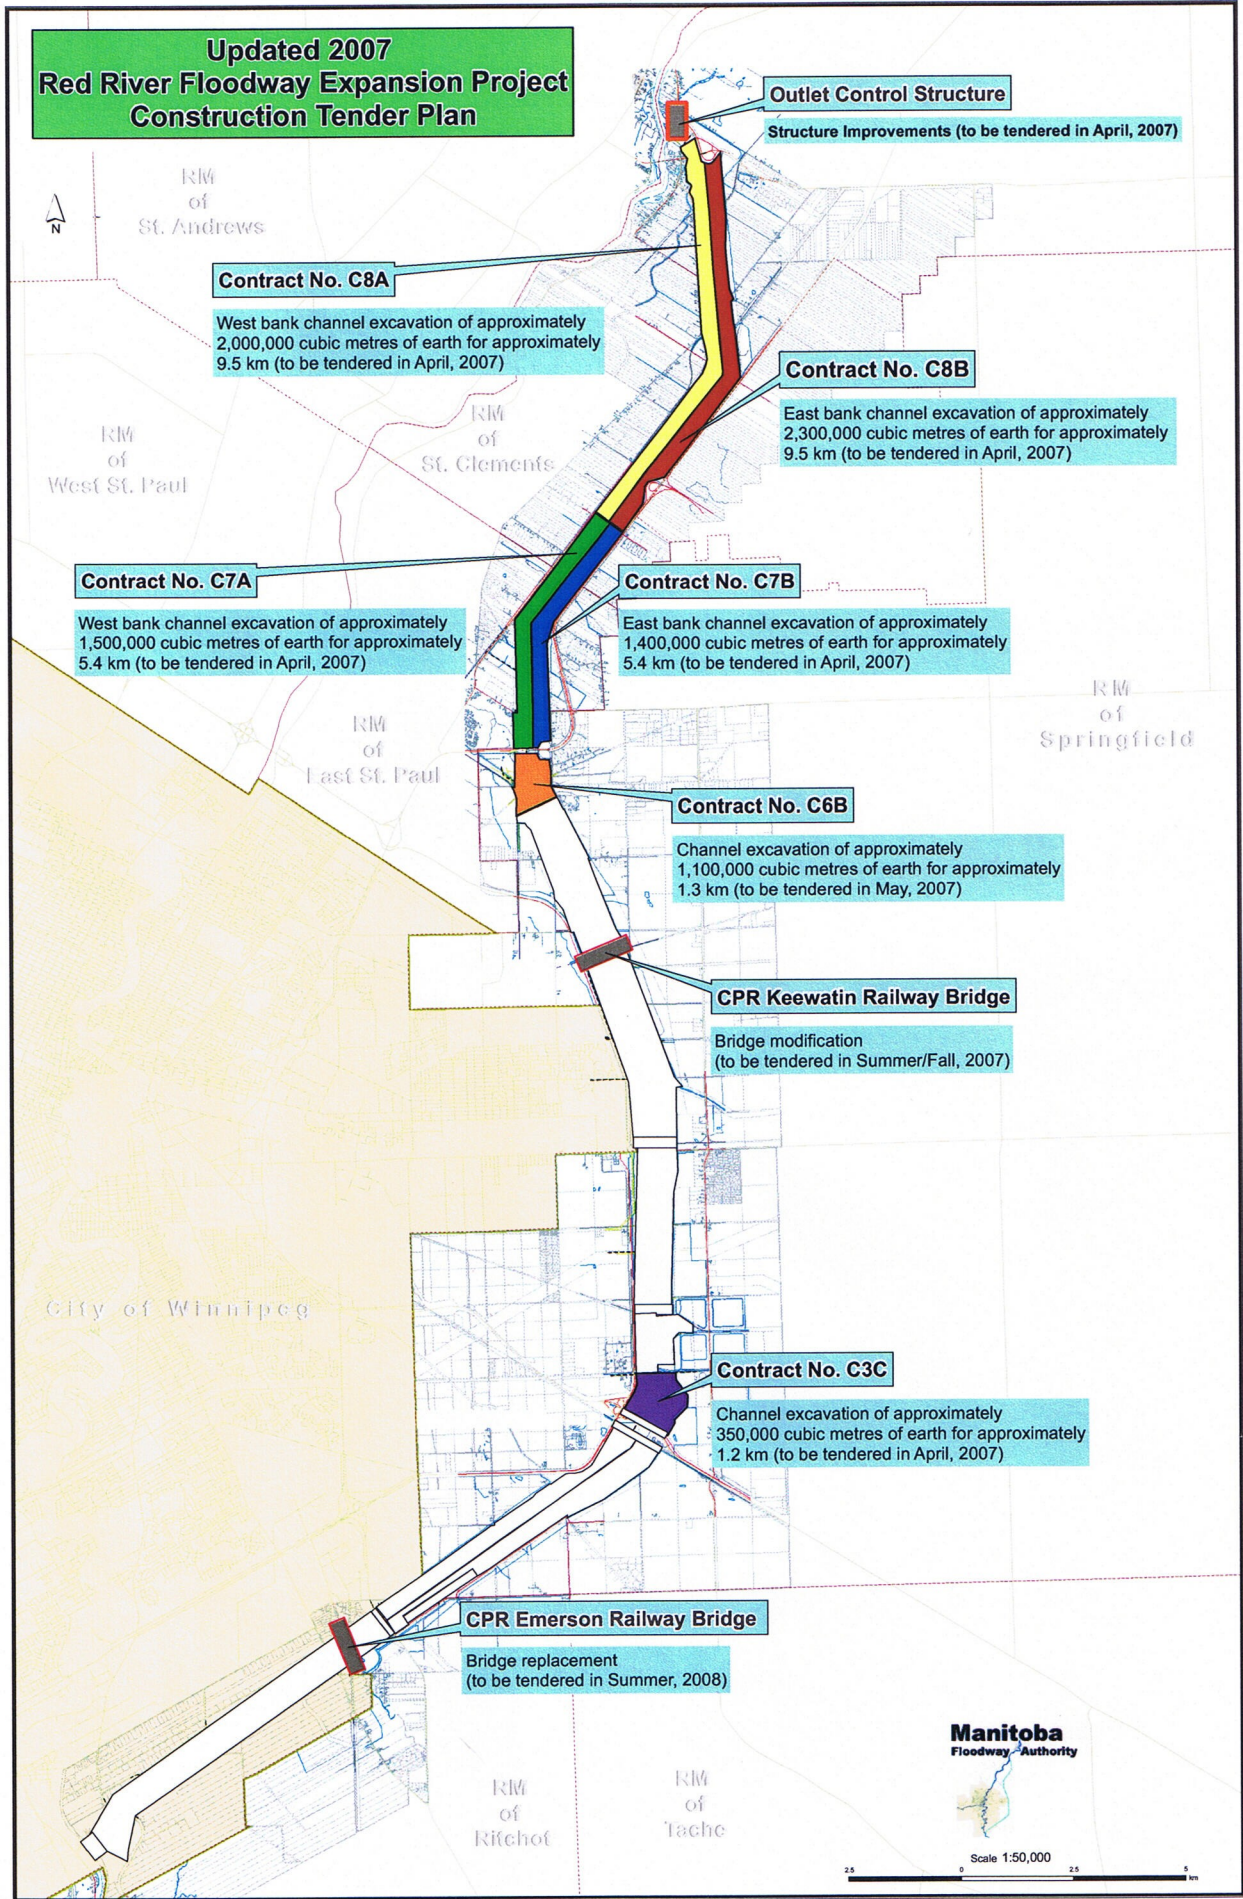 Updated 2007
Red River Floodway Expansion Project
Construction Tender Plan
Outlet Control Structure
Structure Improvements (to be tendered in April, 2007)
RM
of
St. Andrews
N
Contract No. C8A
West bank channel excavation of approximately
2,000,000 cubic metres of earth for approximately
9.5 km (to be tendered in April, 2007)
Contract No. C8B
East bank channel excavation of approximately
2,300,000 cubic metres of earth for approximately
9.5 km (to be tendered in April, 2007)
RM
of
St. Clements
RM
of
West St. Paul
Contract No. C7A
West bank channel excavation of approximately
1,500,000 cubic metres of earth for approximately
5.4 km (to be tendered in April, 2007)
Contract No. C7B
East bank channel excavation of approximately
1,400,000 cubic metres of earth for approximately
5.4 km (to be tendered in April, 2007)
RM
of
Springfield
RM
of
East St. Paul
Contract No. C6B
Channel excavation of approximately
1,100,000 cubic metres of earth for approximately
1.3 km (to be tendered in May, 2007)
CPR Keewatin Railway Bridge
Bridge modification
(to be tendered in Summer/Fall, 2007)
City of Winnipeg
Contract No. C3C
Channel excavation of approximately
350,000 cubic metres of earth for approximately
1.2 km (to be tendered in April, 2007)
CPR Emerson Railway Bridge
Bridge replacement
(to be tendered in Summer, 2008)
RM
of
Ritchot
RM
of
Tache
Manitoba
Floodway Authority
Scale 1:50,000
2.5 0 2.5 5
km